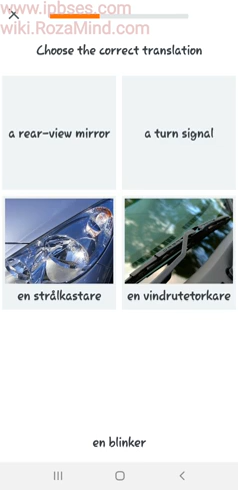 www.ipbses.com
wiki.RozaMind.com
Choose the correct translation
a rear-view mirror
a turn signal
en strålkastare
en vindrutetorkare
en blinker